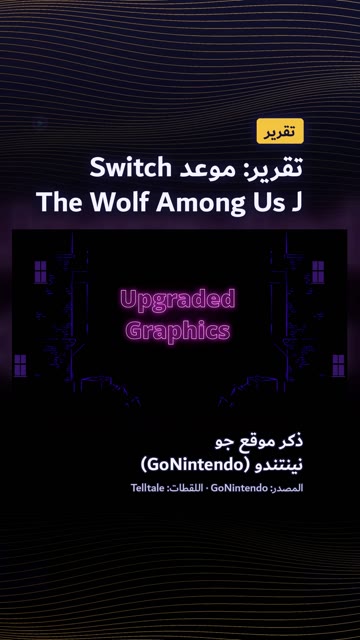 تقرير
تقرير: موعد Switch
لـ The Wolf Among Us
Upgraded
Graphics
ذكر موقع جو
نينتندو (GoNintendo)
المصدر: GoNintendo · اللقطات: Telltale